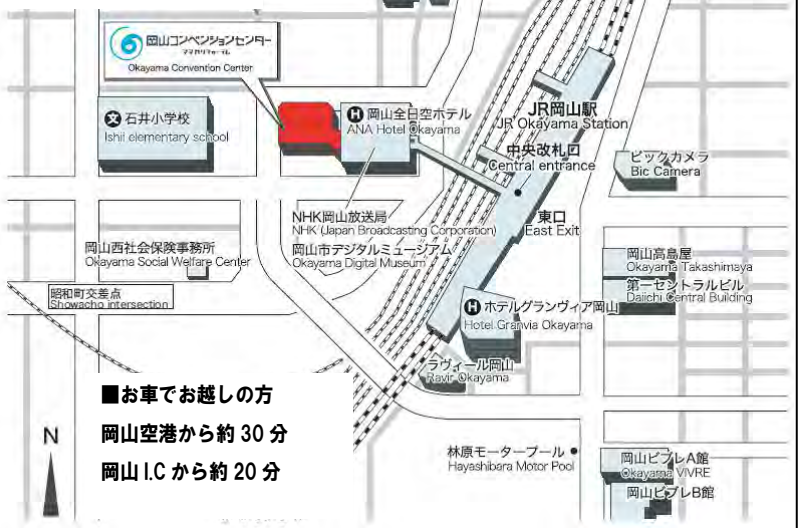 岡山コンベンションセンター
ママカリフォーラム
Okayama Convention Center
石井小学校
Ishii elementary school
岡山全日空ホテル
ANA Hotel Okayama
JR岡山駅
JR Okayama Station
中央改札口
Central entrance
ビックカメラ
Bic Camera
NHK岡山放送局
NHK (Japan Broadcasting Corporation)
岡山市デジタルミュージアム
Okayama Digital Museum
東口
East Exit
岡山西社会保険事務所
Okayama Social Welfare Center
岡山高島屋
Okayama Takashimaya
第一セントラルビル
Daiichi Central Building
昭和町交差点
Showacho intersection
ホテルグランヴィア岡山
Hotel Granvia Okayama
ラヴィール岡山
Ravir Okayama
■お車でお越しの方
岡山空港から約 30 分
岡山 I.C から約 20 分
N
林原モータープール
Hayashibara Motor Pool
岡山ビブレA館
Okayama VIVRE
岡山ビブレB館